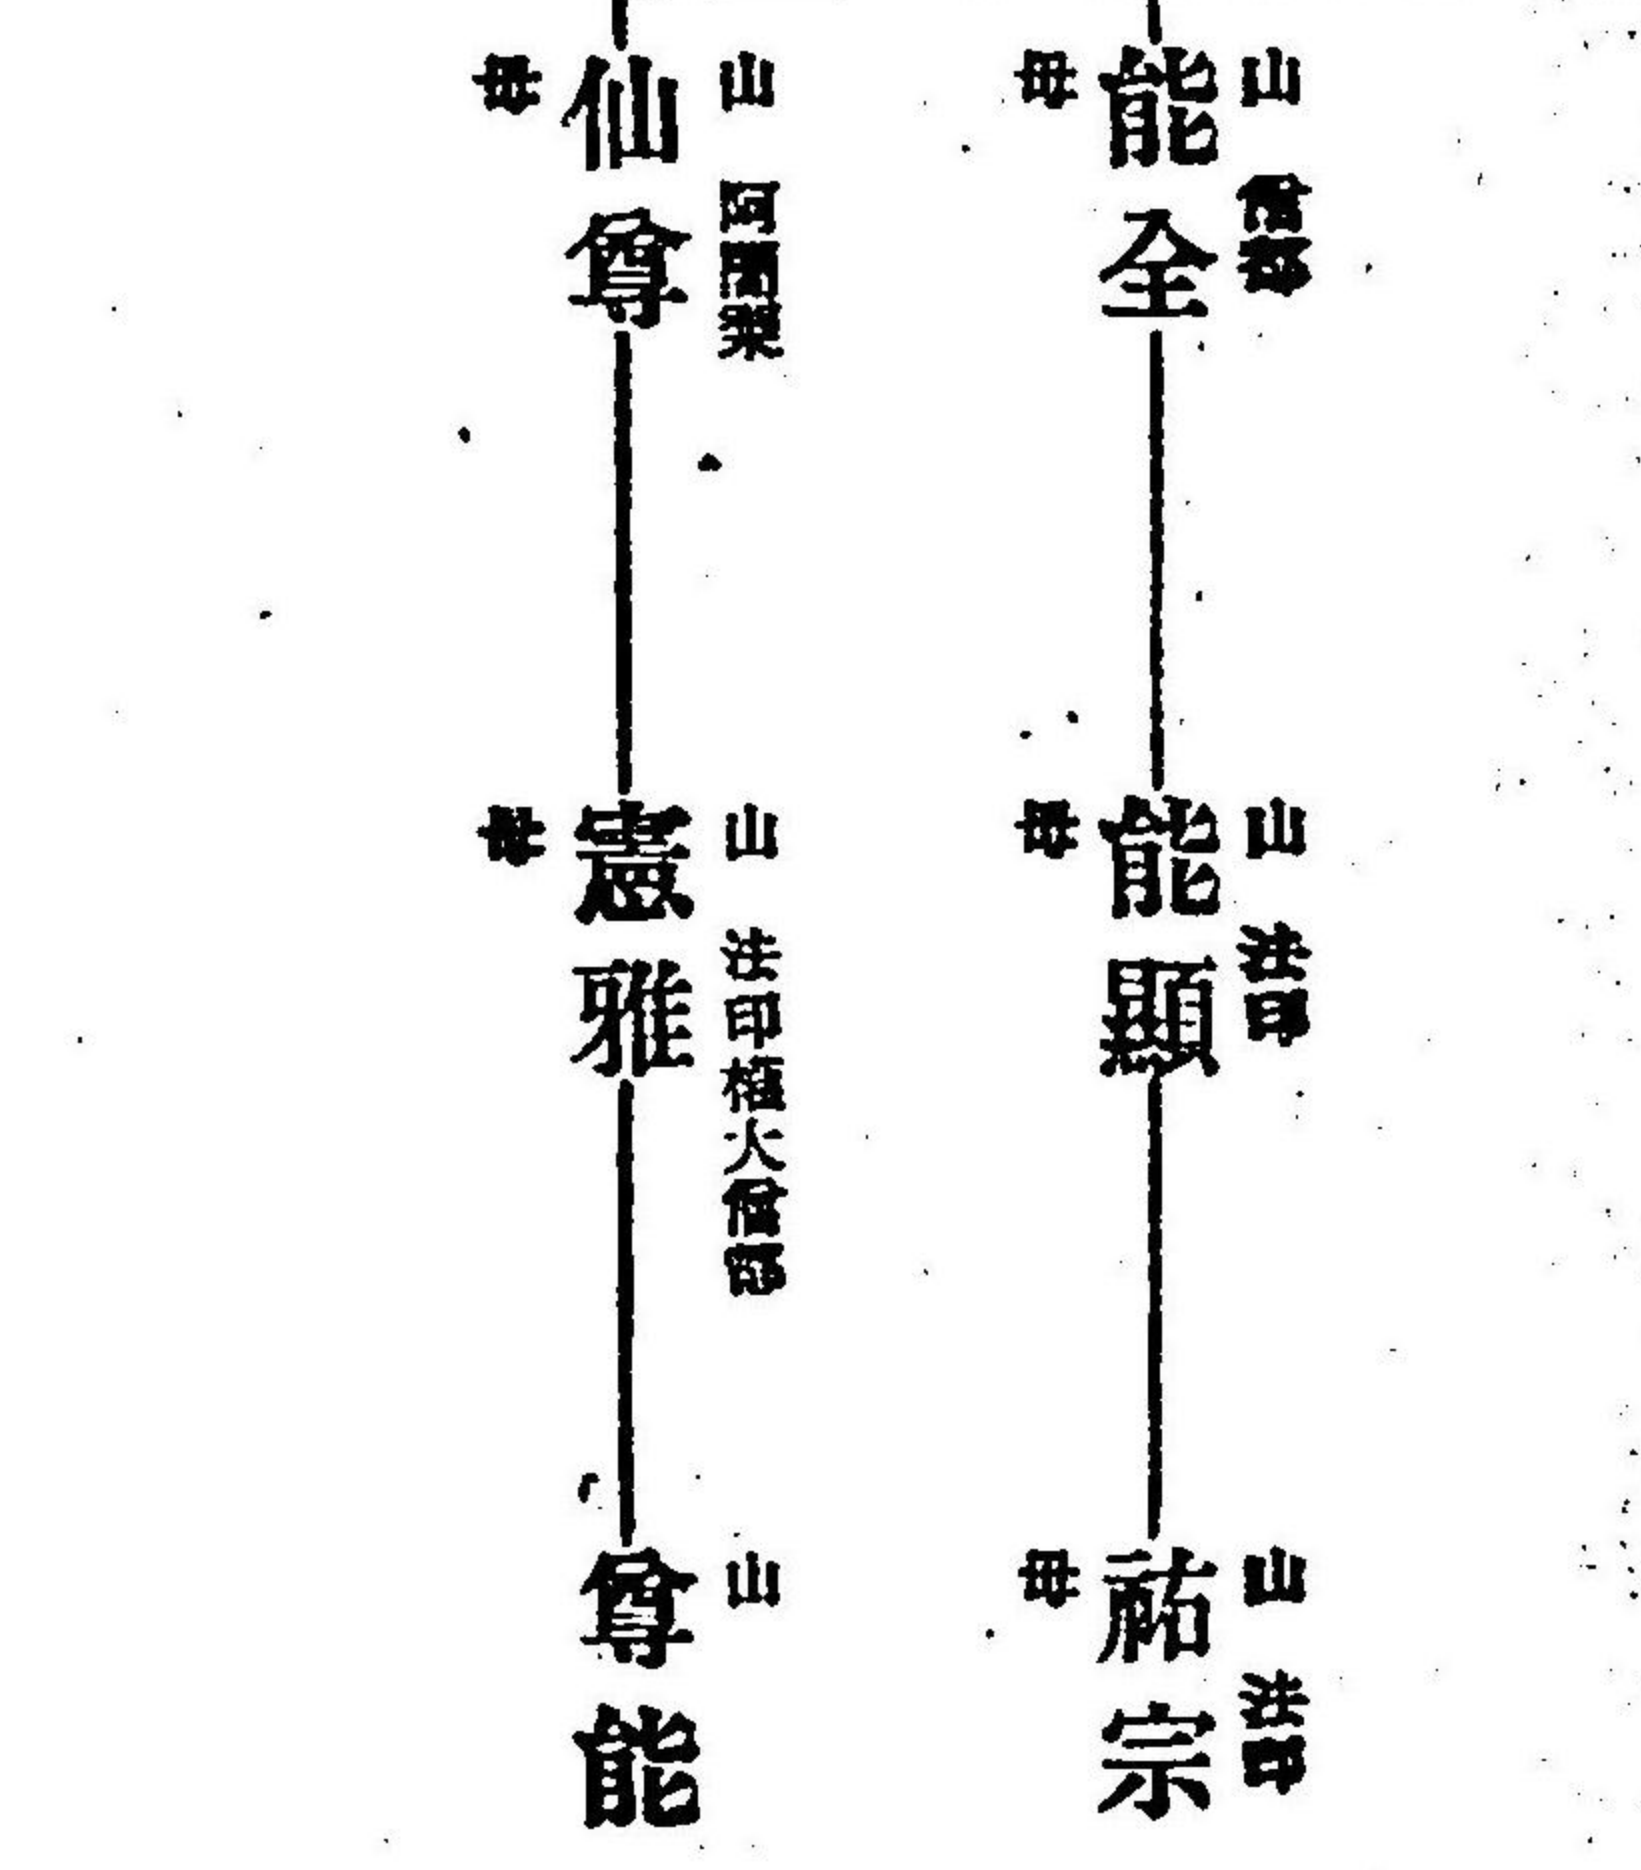 山 僧都
能全
母
山 法印
能顯
母
山 法印
祐宗
母
山 阿闍梨
仙尊
母
山 法印權大僧都
憲雅
母
山
尊能